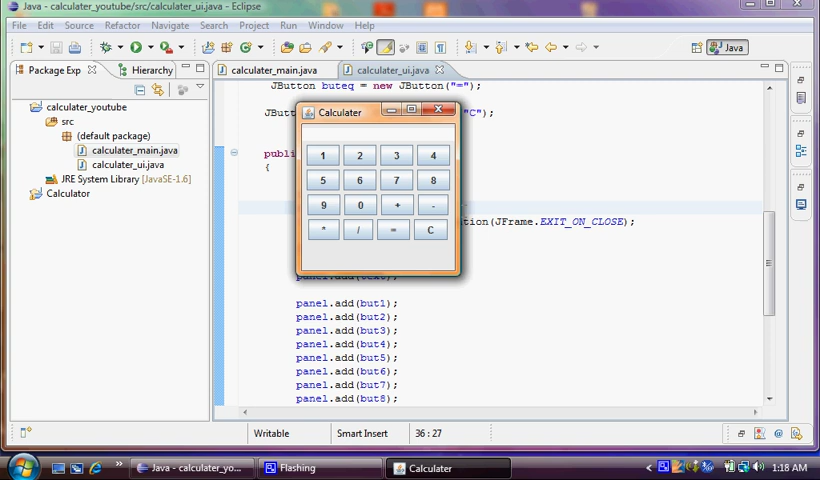 Java - calculater_youtube/src/calculater_ui.java - Eclipse
File Edit Source Refactor Navigate Search Project Run Window Help
Java
Package Exp Hierarchy
calculater_main.java calculater_ui.java
calculater_youtube
src
(default package)
calculater_main.java
calculater_ui.java
JRE System Library [JavaSE-1.6]
Calculator
JButton buteq = new JButton("=");
JButt "C");
publi
{
tion(JFrame.EXIT_ON_CLOSE);
panel.add(text);
panel.add(but1);
panel.add(but2);
panel.add(but3);
panel.add(but4);
panel.add(but5);
panel.add(but6);
panel.add(but7);
panel.add(but8);
Calculater
1 2 3 4
5 6 7 8
9 0 + -
* / = C
Writable Smart Insert 36 : 27
Java - calculater_yo... Flashing Calculater 1:18 AM